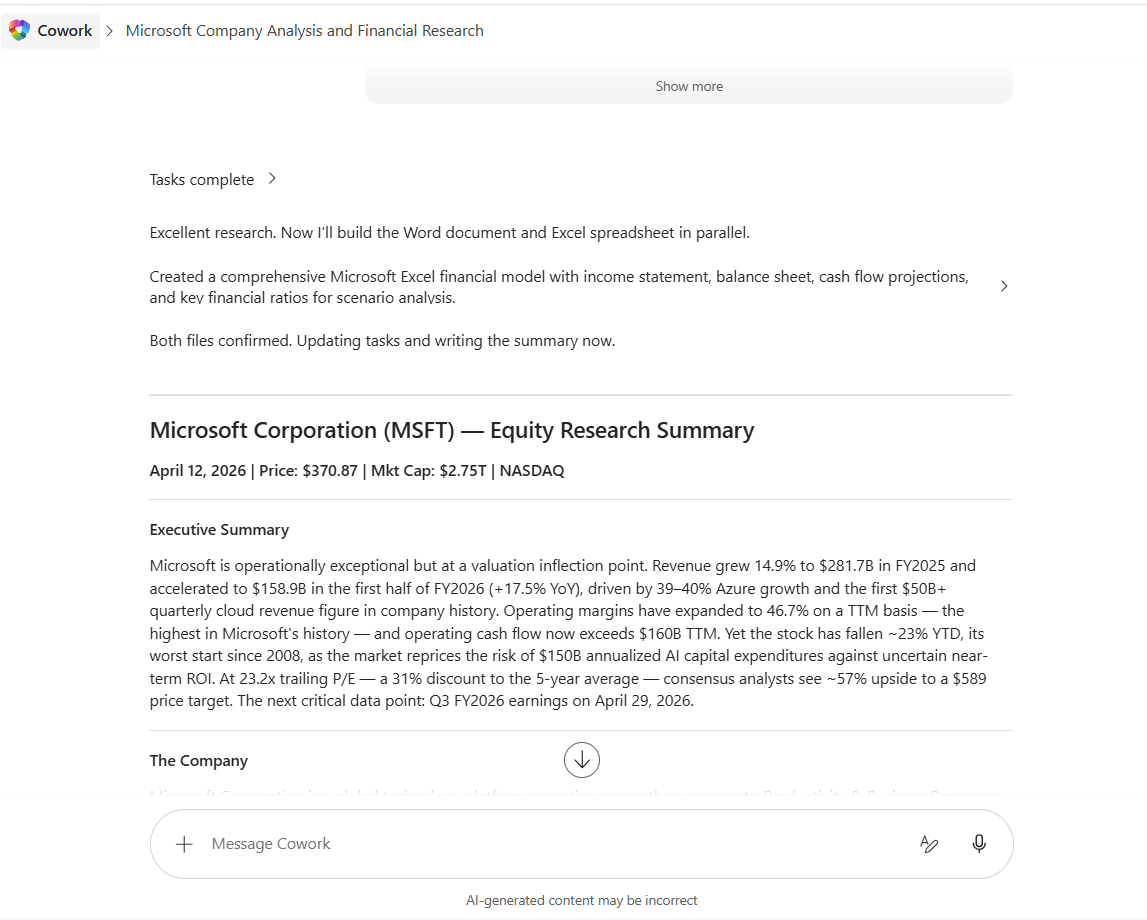 Cowork > Microsoft Company Analysis and Financial Research
Show more
Tasks complete >
Excellent research. Now I'll build the Word document and Excel spreadsheet in parallel.
Created a comprehensive Microsoft Excel financial model with income statement, balance sheet, cash flow projections,
and key financial ratios for scenario analysis.
Both files confirmed. Updating tasks and writing the summary now.
Microsoft Corporation (MSFT) — Equity Research Summary
April 12, 2026 | Price: $370.87 | Mkt Cap: $2.75T | NASDAQ
Executive Summary
Microsoft is operationally exceptional but at a valuation inflection point. Revenue grew 14.9% to $281.7B in FY2025 and
accelerated to $158.9B in the first half of FY2026 (+17.5% YoY), driven by 39–40% Azure growth and the first $50B+
quarterly cloud revenue figure in company history. Operating margins have expanded to 46.7% on a TTM basis — the
highest in Microsoft's history — and operating cash flow now exceeds $160B TTM. Yet the stock has fallen ~23% YTD, its
worst start since 2008, as the market reprices the risk of $150B annualized AI capital expenditures against uncertain near-
term ROI. At 23.2x trailing P/E — a 31% discount to the 5-year average — consensus analysts see ~57% upside to a $589
price target. The next critical data point: Q3 FY2026 earnings on April 29, 2026.
The Company
Message Cowork
AI-generated content may be incorrect